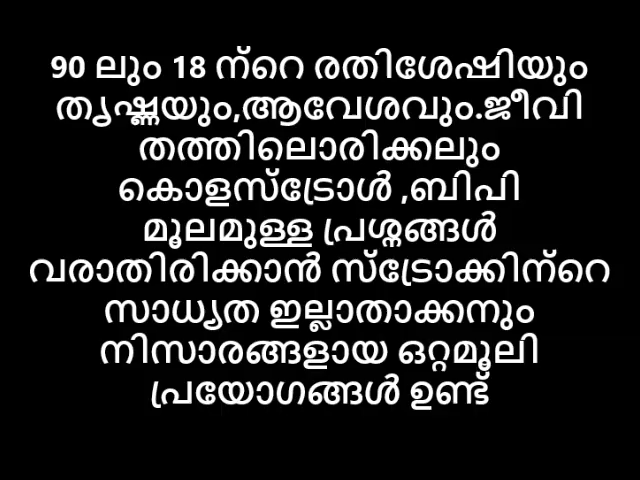 90 ലും 18 ന്റെ രതിശേഷിയും
തൃഷ്ണയും,ആവേശവും.ജീവി
തത്തിലൊരിക്കലും
കൊളസ്ട്രോൾ ,ബിപി
മൂലമുള്ള പ്രശ്നങ്ങൾ
വരാതിരിക്കാൻ സ്ട്രോക്കിന്റെ
സാധ്യത ഇല്ലാതാക്കനും
നിസാരങ്ങളായ ഒറ്റമൂലി
പ്രയോഗങ്ങൾ ഉണ്ട്